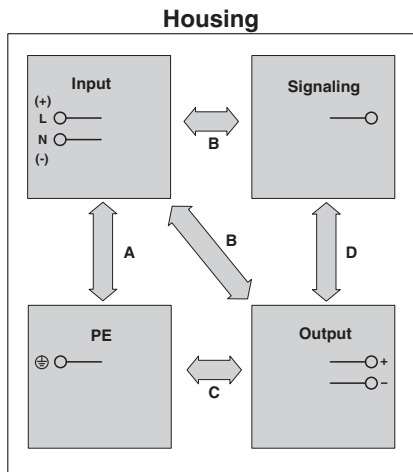 Housing
Input
(+)
L
N
(-)
Signaling
B
A
B
D
PE
Output
+
–
C